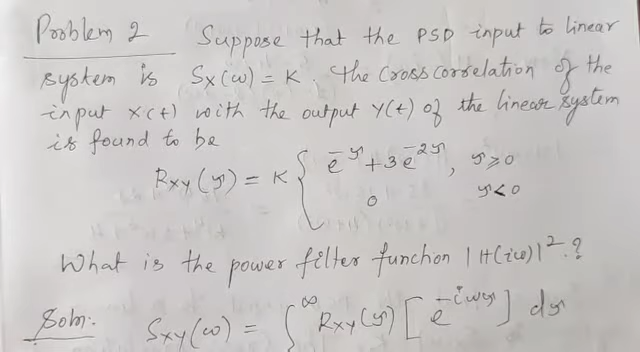 Problem 2 Suppose that the PSD input to linear
system is Sx(ω) = K. The cross correlation of the
input X(t) with the output Y(t) of the linear system
is found to be
Rxy(τ) = K { e^-τ + 3e^-2τ, τ ≥ 0
0 τ < 0
What is the power filter function |H(iω)|².?
Soln:- Sxy(ω) = ∫^∞ Rxy(τ) [e^-iωτ] dτ